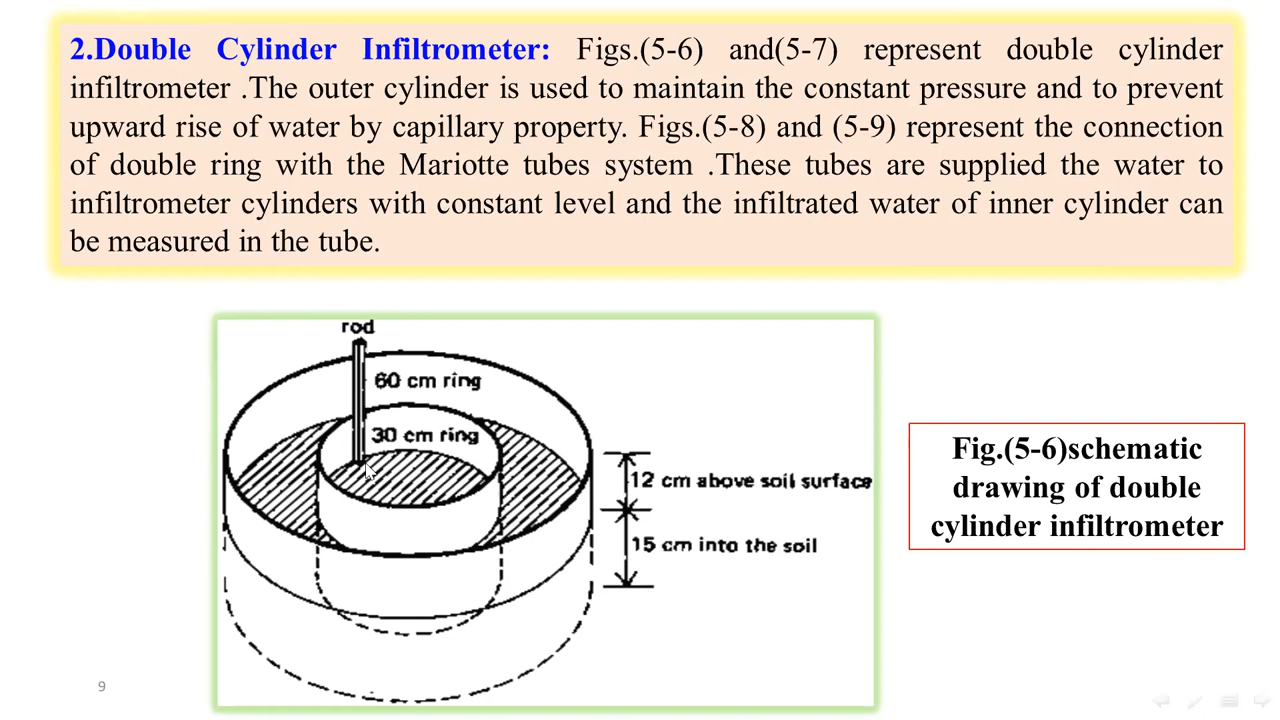 2.Double Cylinder Infiltrometer: Figs.(5-6) and(5-7) represent double cylinder
infiltrometer .The outer cylinder is used to maintain the constant pressure and to prevent
upward rise of water by capillary property. Figs.(5-8) and (5-9) represent the connection
of double ring with the Mariotte tubes system .These tubes are supplied the water to
infiltrometer cylinders with constant level and the infiltrated water of inner cylinder can
be measured in the tube.
rod
60 cm ring
30 cm ring
12 cm above soil surface
15 cm into the soil
Fig.(5-6)schematic
drawing of double
cylinder infiltrometer
9